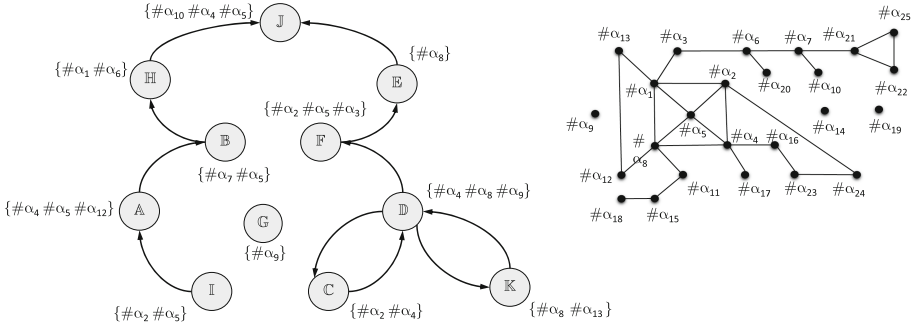 {#α10 #α4 #α5}
𝕁
{#α1 #α6}
ℍ
{#α8}
𝔼
{#α2 #α5 #α3}
𝔽
𝔹
{#α7 #α5}
{#α4 #α5 #α12}
𝔸
𝔾
{#α9}
{#α4 #α8 #α9}
𝔻
𝕀
{#α2 #α5}
ℂ
{#α2 #α4}
𝕂
{#α8 #α13}
#α25
#α13
#α3
#α6
#α7
#α21
#α1
#α2
#α20
#α10
#α22
#α9
#α5
#α14
#α19
#
α8
#α4
#α16
#α12
#α11
#α17
#α23
#α24
#α18
#α15